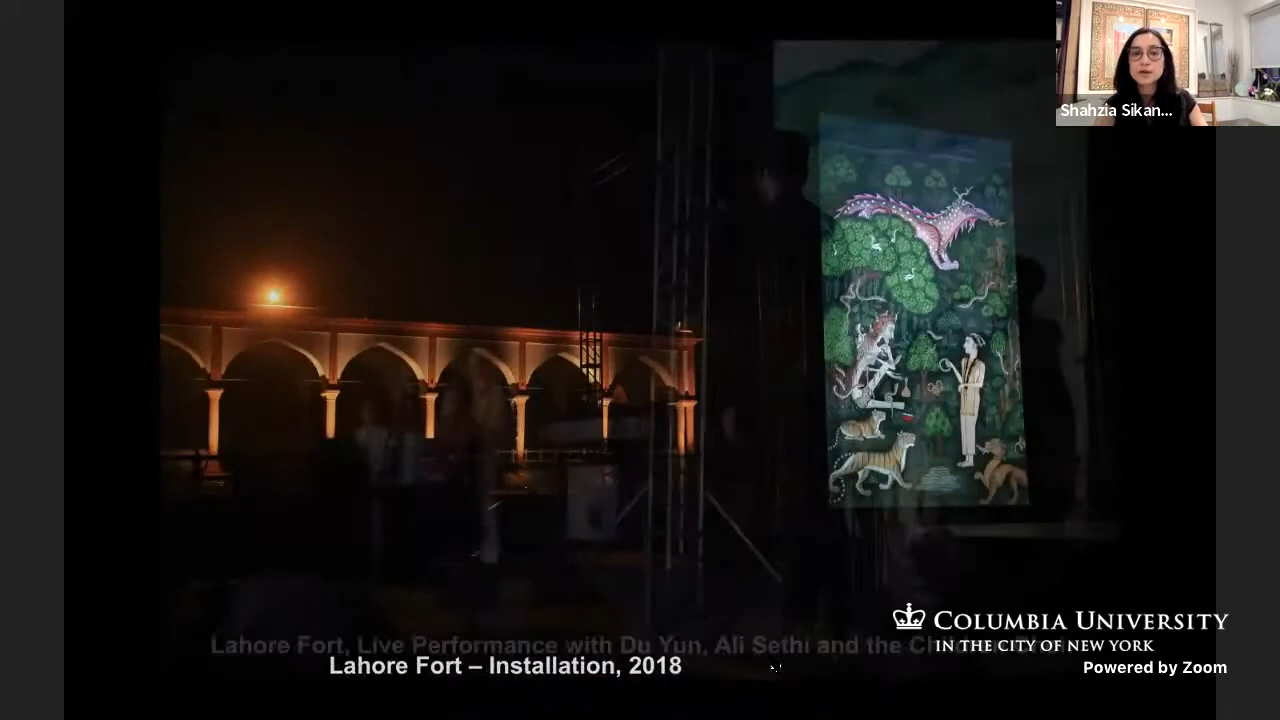 Shahzia Sikan...
Lahore Fort, Live Performance with Du Yun, Ali Sethi and the
Lahore Fort – Installation, 2018
COLUMBIA UNIVERSITY
IN THE CITY OF NEW YORK
Powered by Zoom